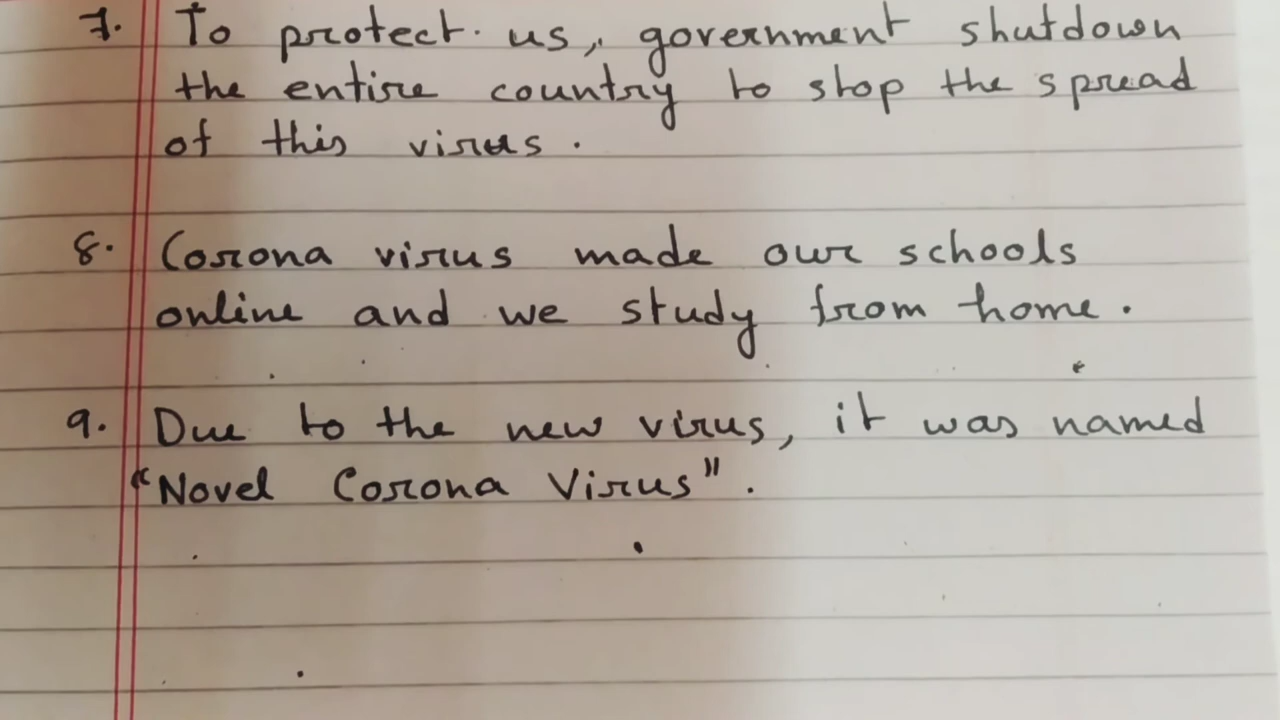 7. To protect us, government shutdown
the entire country to stop the spread
of this virus.
8. Corona virus made our schools
online and we study from home.
9. Due to the new virus, it was named
"Novel Corona Virus".